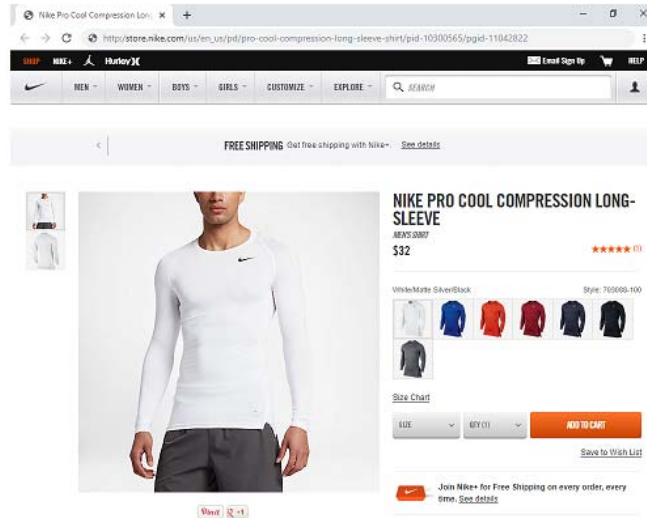 Nike Pro Cool Compression Lon
http://store.nike.com/us/en_us/pd/pro-cool-compression-long-sleeve-shirt/pid-10300565/pgid-11042822
SHOP NIKE+ Hurley Email Sign Up HELP
MEN WOMEN BOYS GIRLS CUSTOMIZE EXPLORE SEARCH
FREE SHIPPING Get free shipping with Nike+. See details
NIKE PRO COOL COMPRESSION LONG-
SLEEVE
MEN'S SHIRT
$32 (1)
White/Matte Silver/Black Style: 703088-100
Size Chart
SIZE QTY (1) ADD TO CART
Save to Wish List
Join Nike+ for Free Shipping on every order, every
time. See details
Pin it +1